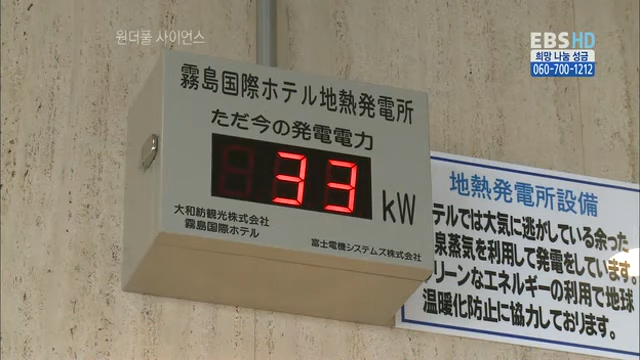 원더풀 사이언스
EBS HD
희망 나눔 성금
060-700-1212
霧島国際ホテル地熱発電所
ただ今の発電電力
33 kW
大和紡観光株式会社
霧島国際ホテル
富士電機システムズ株式会社
地熱発電所設備
テルでは大気に逃がしている余った
泉蒸気を利用して発電をしています。
リーンなエネルギーの利用で地球
温暖化防止に協力しております。